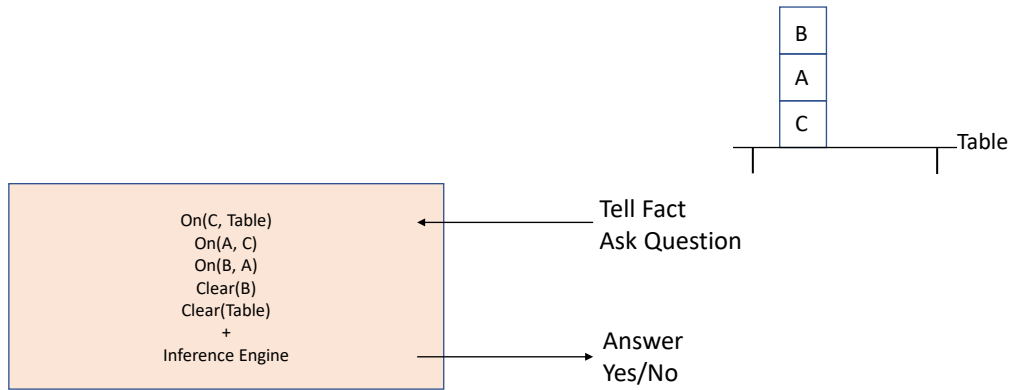 B
A
C
Table
Tell Fact
Ask Question
On(C, Table)
On(A, C)
On(B, A)
Clear(B)
Clear(Table)
+
Inference Engine
Answer
Yes/No